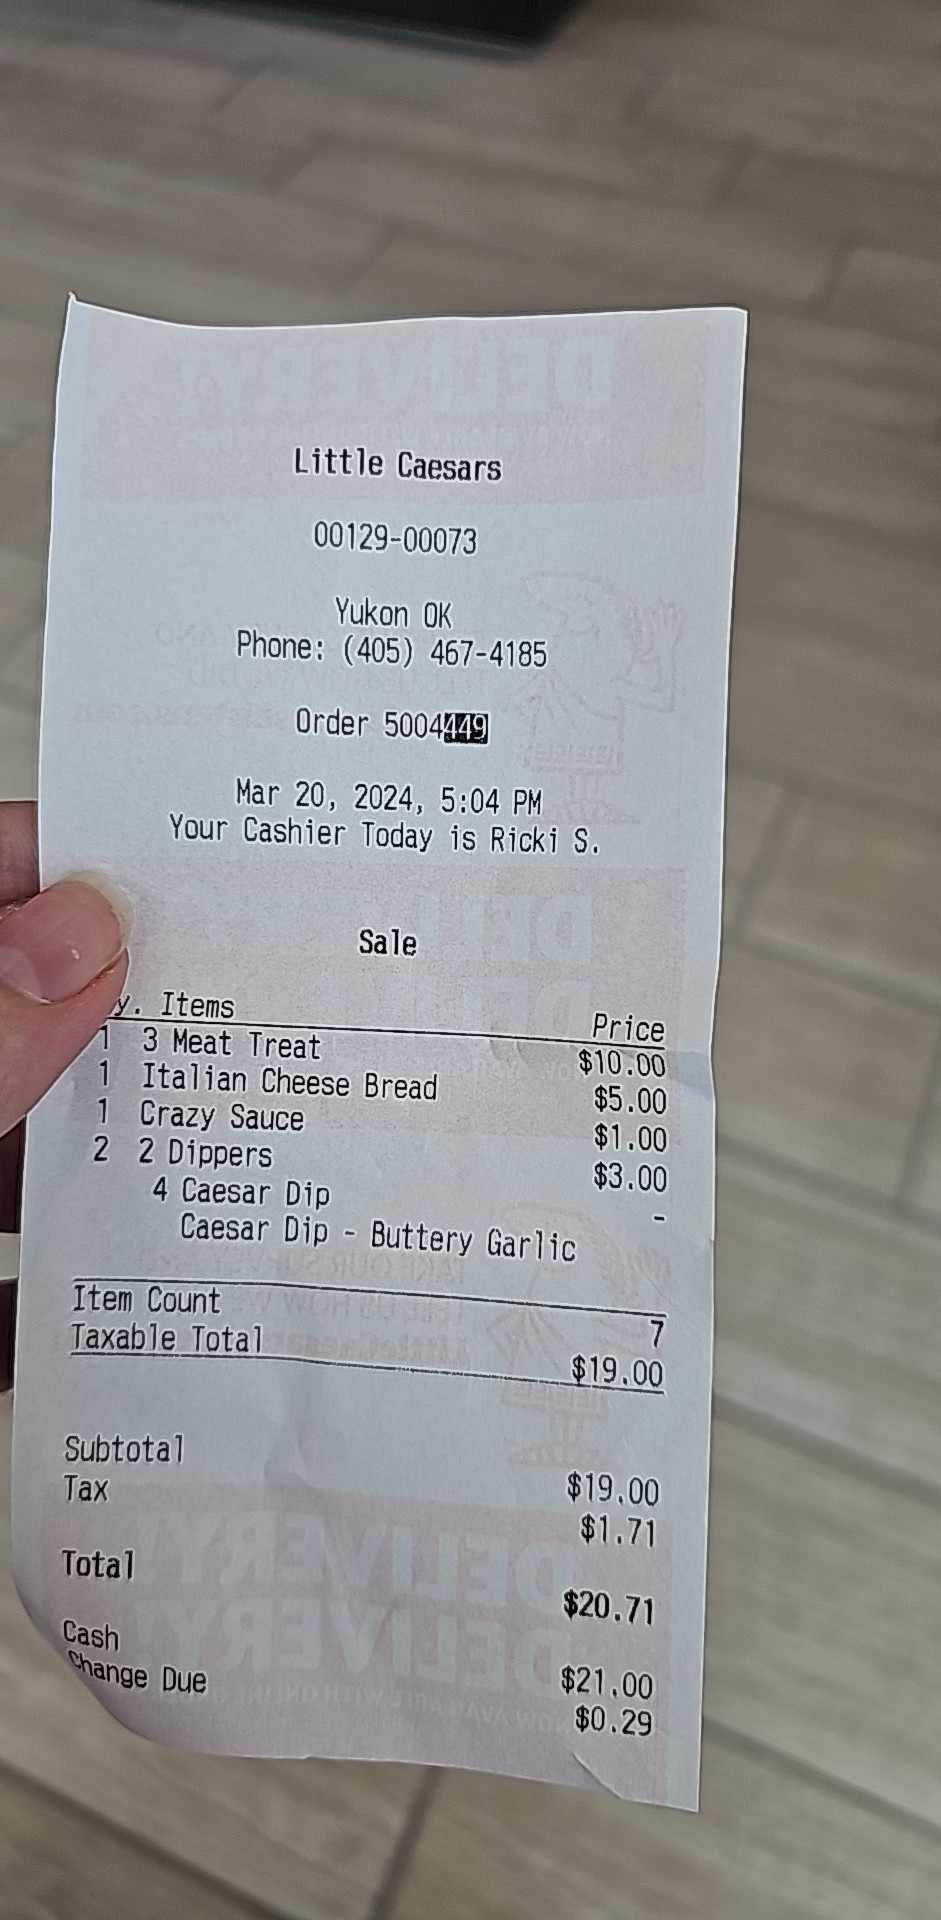 Little Caesars
00129-00073
Yukon OK
Phone: (405) 467-4185
Order 5004449
Mar 20, 2024, 5:04 PM
Your Cashier Today is Ricki S.
Sale
y. Items Price
1 3 Meat Treat $10.00
1 Italian Cheese Bread $5.00
1 Crazy Sauce $1.00
2 2 Dippers $3.00
4 Caesar Dip -
Caesar Dip - Buttery Garlic
Item Count 7
Taxable Total $19.00
Subtotal $19.00
Tax $1.71
Total $20.71
Cash $21.00
Change Due $0.29